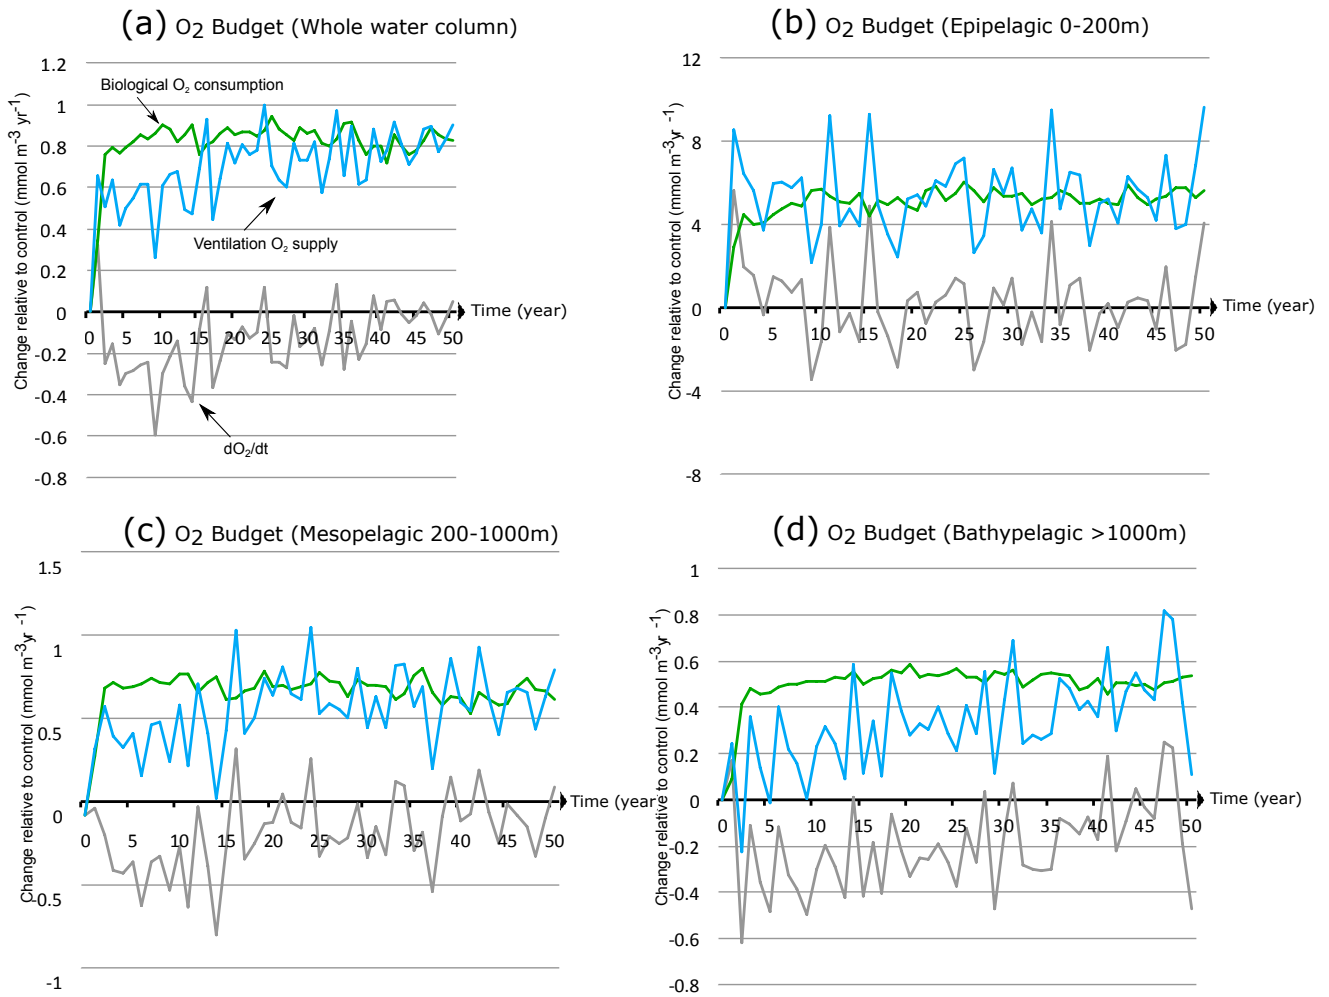 (a) O2 Budget (Whole water column)
Change relative to control (mmol m-3 yr-1)
1.2
1
0.8
0.6
0.4
0.2
0
-0.2
-0.4
-0.6
-0.8
Biological O2 consumption
Ventilation O2 supply
dO2/dt
0 5 10 15 20 25 30 35 40 45 50
Time (year)
(b) O2 Budget (Epipelagic 0-200m)
Change relative to control (mmol m-3yr -1)
12
8
4
0
-4
-8
0 5 10 15 20 25 30 35 40 45 50
Time (year)
(c) O2 Budget (Mesopelagic 200-1000m)
Change relative to control (mmol m-3yr -1)
1.5
1
0.5
0
-0.5
-1
0 5 10 15 20 25 30 35 40 45 50
Time (year)
(d) O2 Budget (Bathypelagic >1000m)
Change relative to control (mmol m-3yr -1)
1
0.8
0.6
0.4
0.2
0
-0.2
-0.4
-0.6
-0.8
0 5 10 15 20 25 30 35 40 45 50
Time (year)